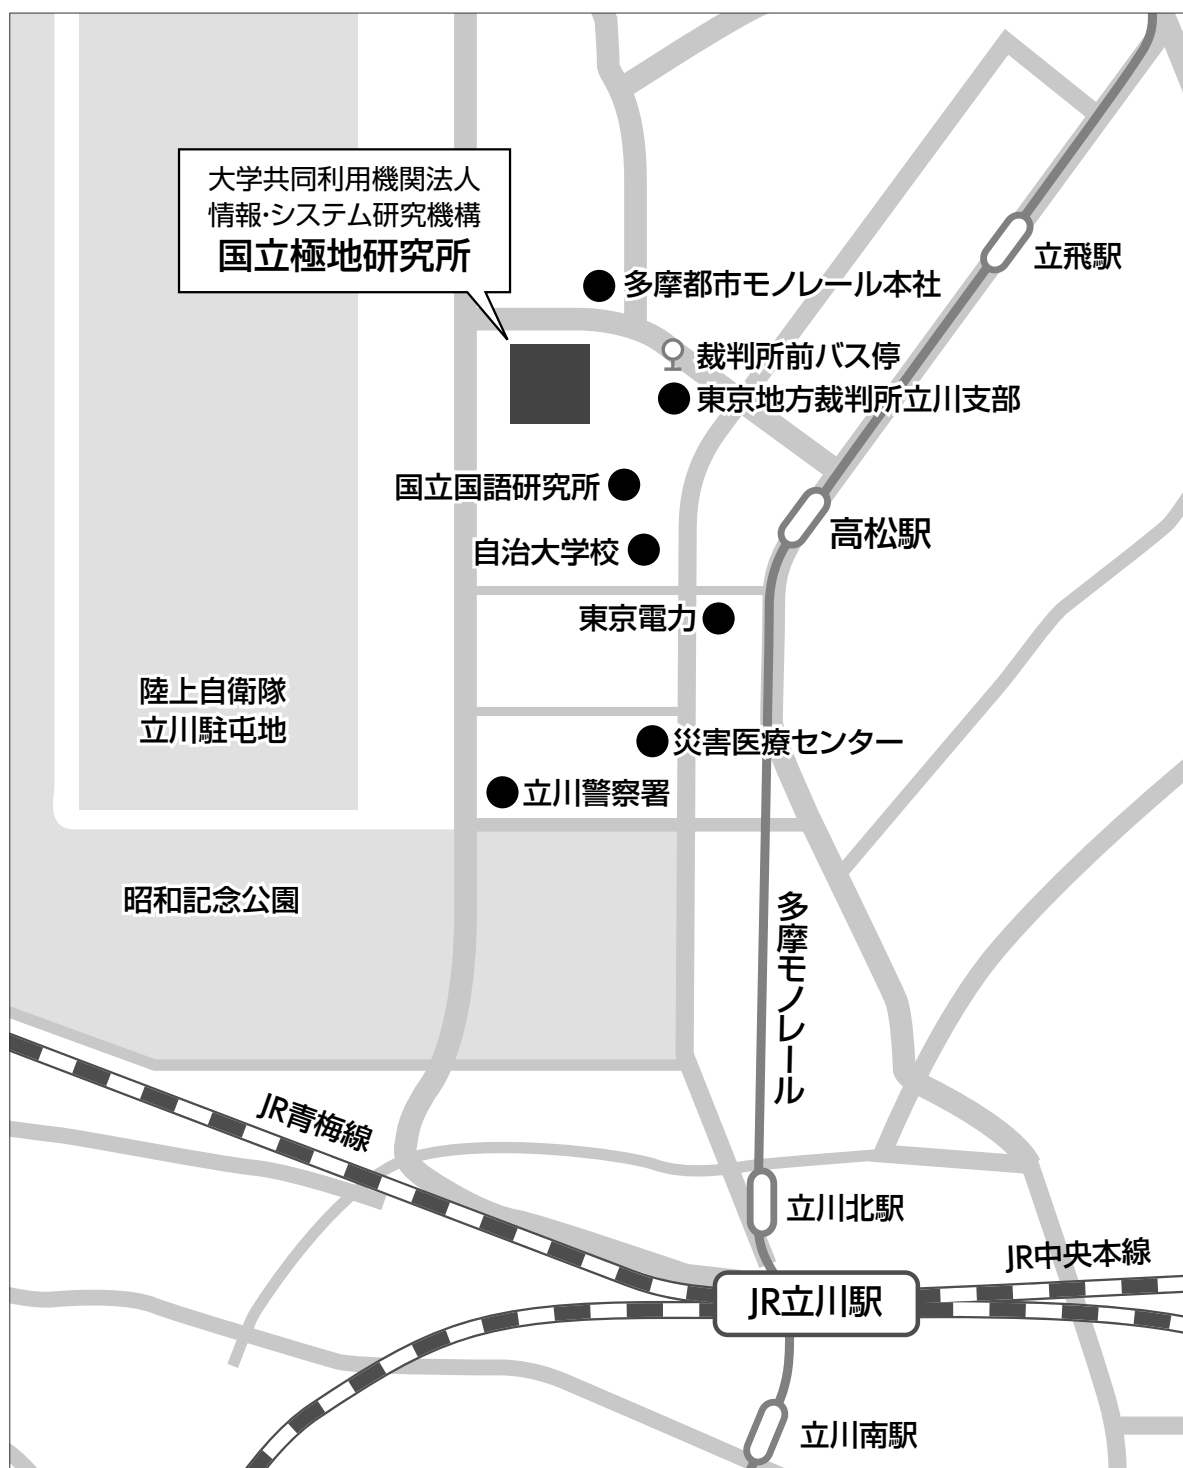 大学共同利用機関法人
情報・システム研究機構
国立極地研究所
立飛駅
多摩都市モノレール本社
裁判所前バス停
東京地方裁判所立川支部
国立国語研究所
高松駅
自治大学校
東京電力
陸上自衛隊
立川駐屯地
災害医療センター
立川警察署
昭和記念公園
多摩モノレール
JR青梅線
立川北駅
JR中央本線
JR立川駅
立川南駅